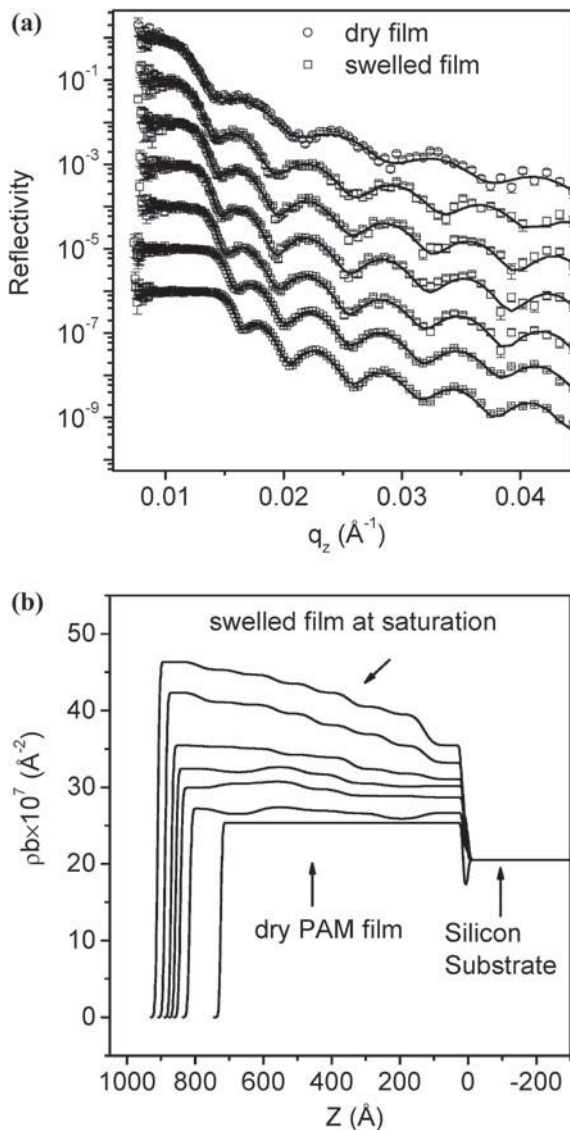 (a)
dry film
swelled film
10⁻¹
10⁻³
10⁻⁵
10⁻⁷
10⁻⁹
Reflectivity
0.01 0.02 0.03 0.04
q_z (Å⁻¹)
(b)
50
40
30
20
10
0
ρb×10⁷ (Å⁻²)
swelled film at saturation
dry PAM film
Silicon
Substrate
1000 800 600 400 200 0 -200
Z (Å)